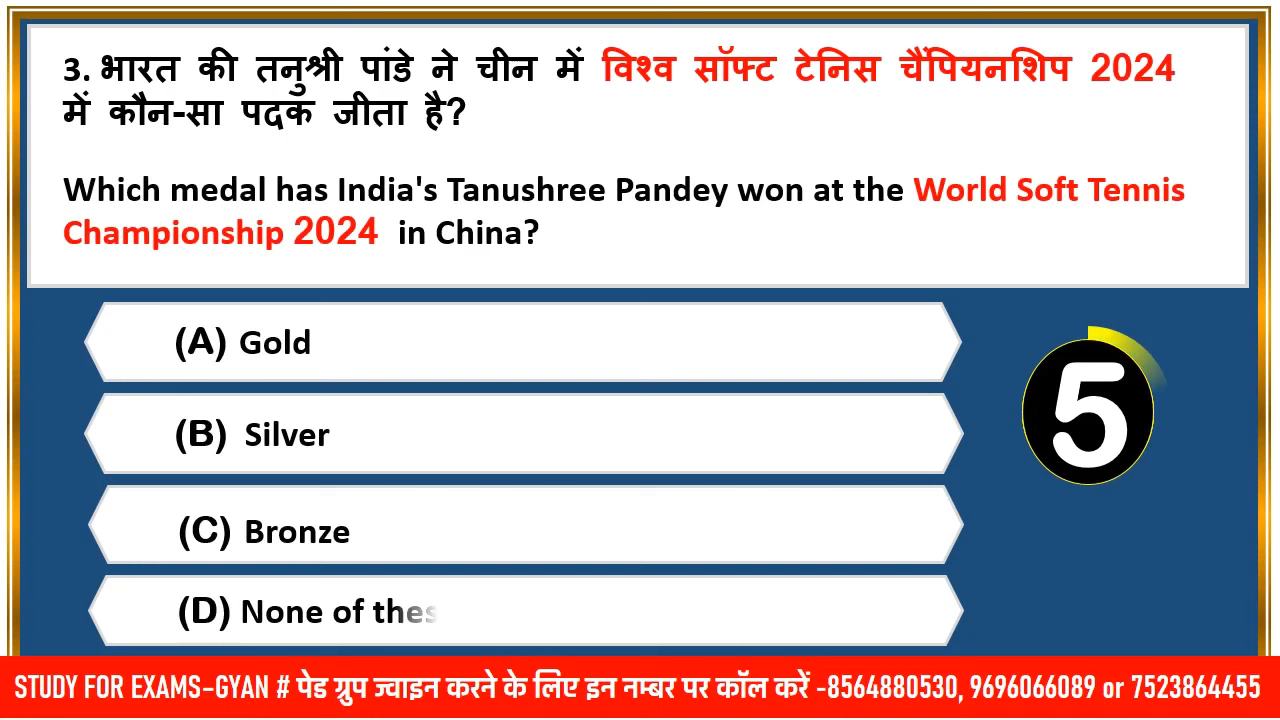 3. भारत की तनुश्री पांडे ने चीन में विश्व सॉफ्ट टेनिस चैंपियनशिप 2024
में कौन-सा पदक जीता है?
Which medal has India's Tanushree Pandey won at the World Soft Tennis
Championship 2024 in China?
(A) Gold
5
(B) Silver
(C) Bronze
(D) None of thes
STUDY FOR EXAMS-GYAN # पेड ग्रुप ज्वाइन करने के लिए इन नम्बर पर कॉल करें -8564880530, 9696066089 or 7523864455